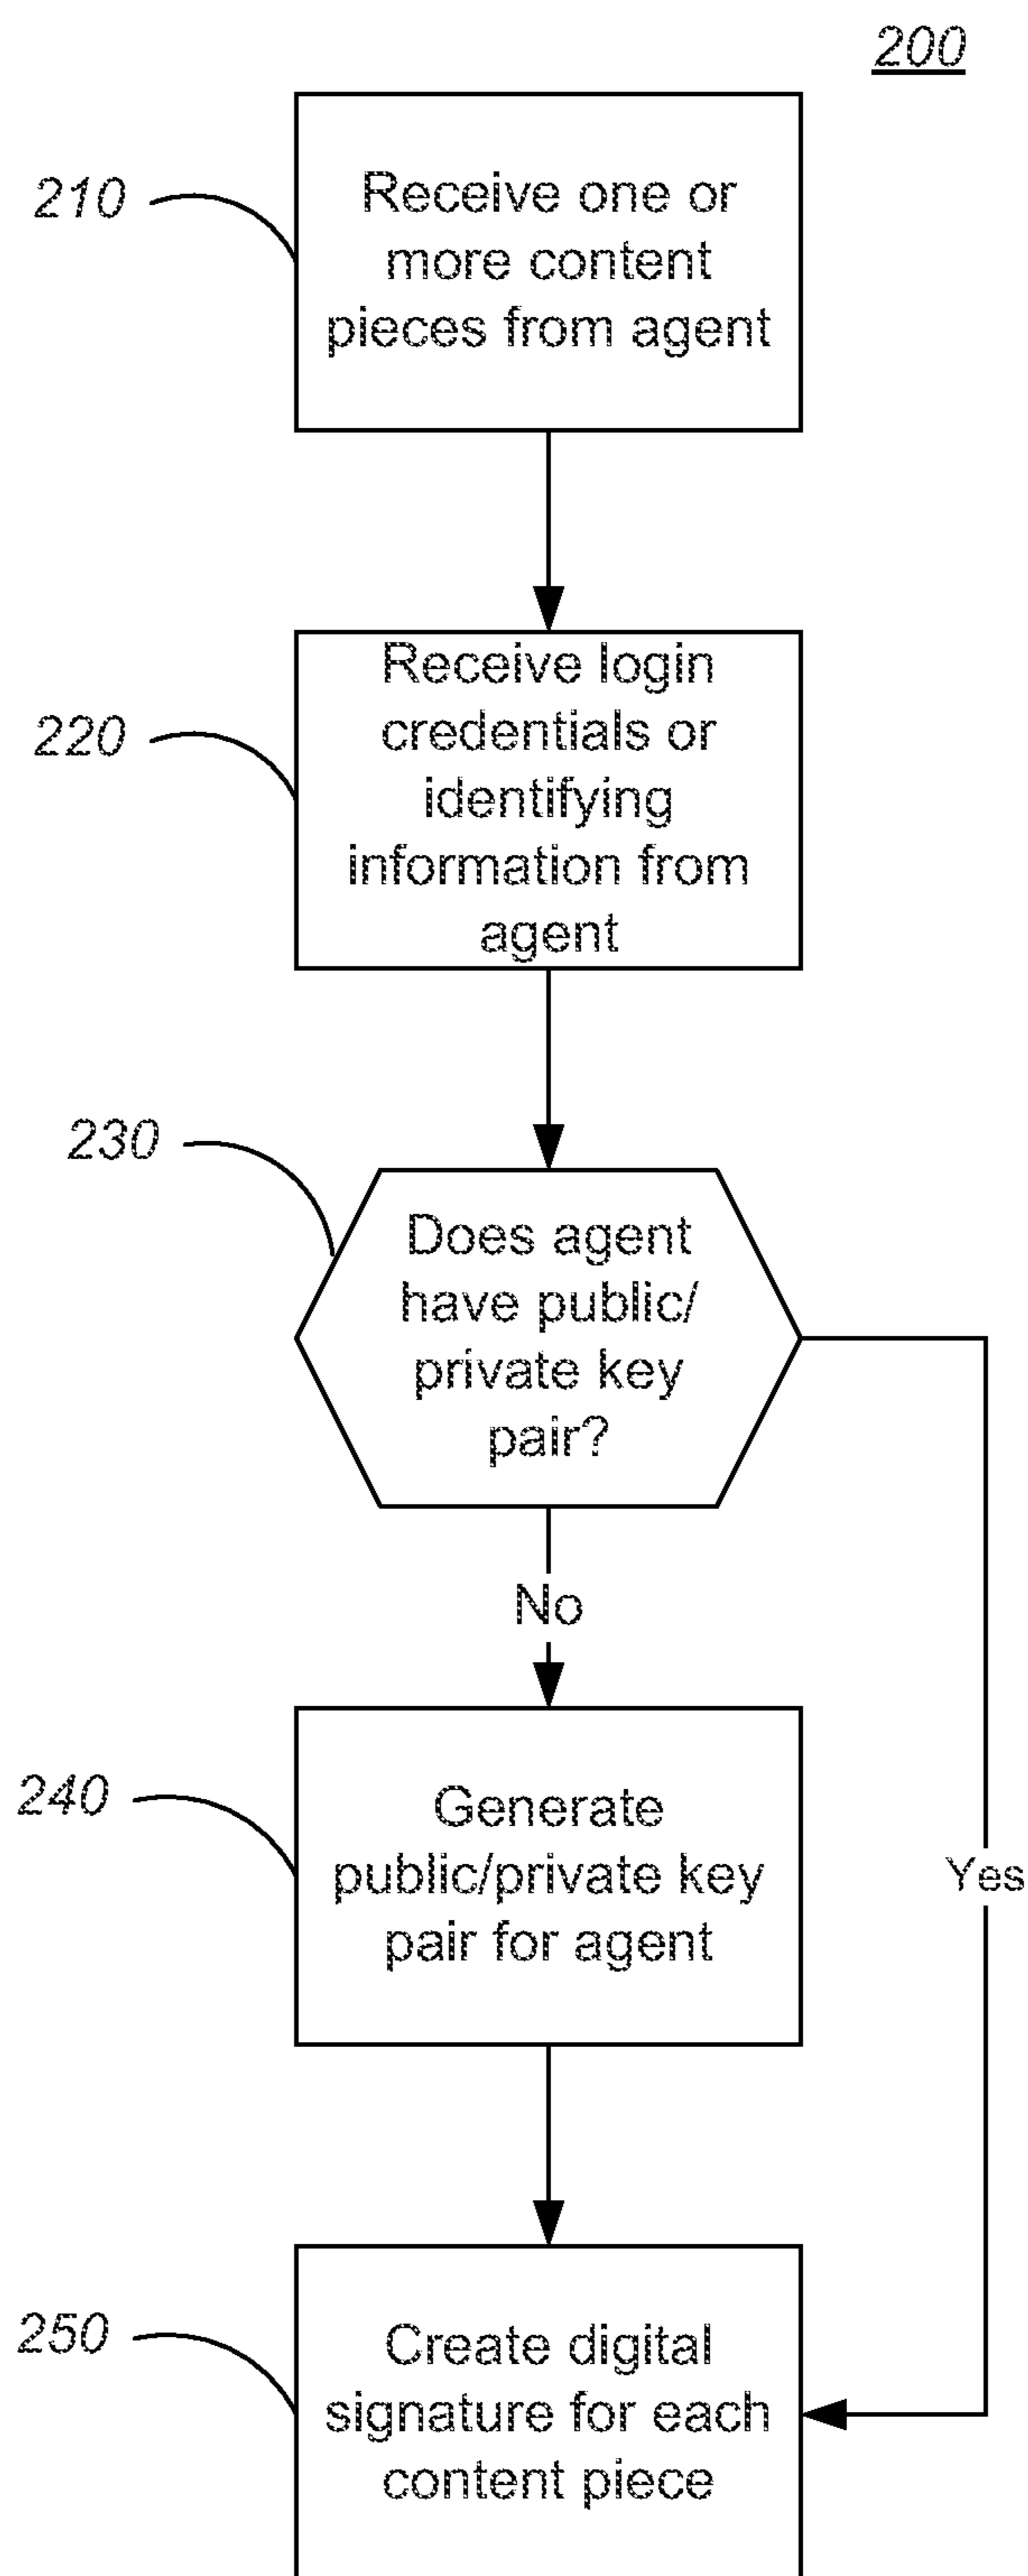 200
210
Receive one or
more content
pieces from agent
220
Receive login
credentials or
identifying
information from
agent
230
Does agent
have public/
private key
pair?
No
240
Generate
public/private key
pair for agent
Yes
250
Create digital
signature for each
content piece